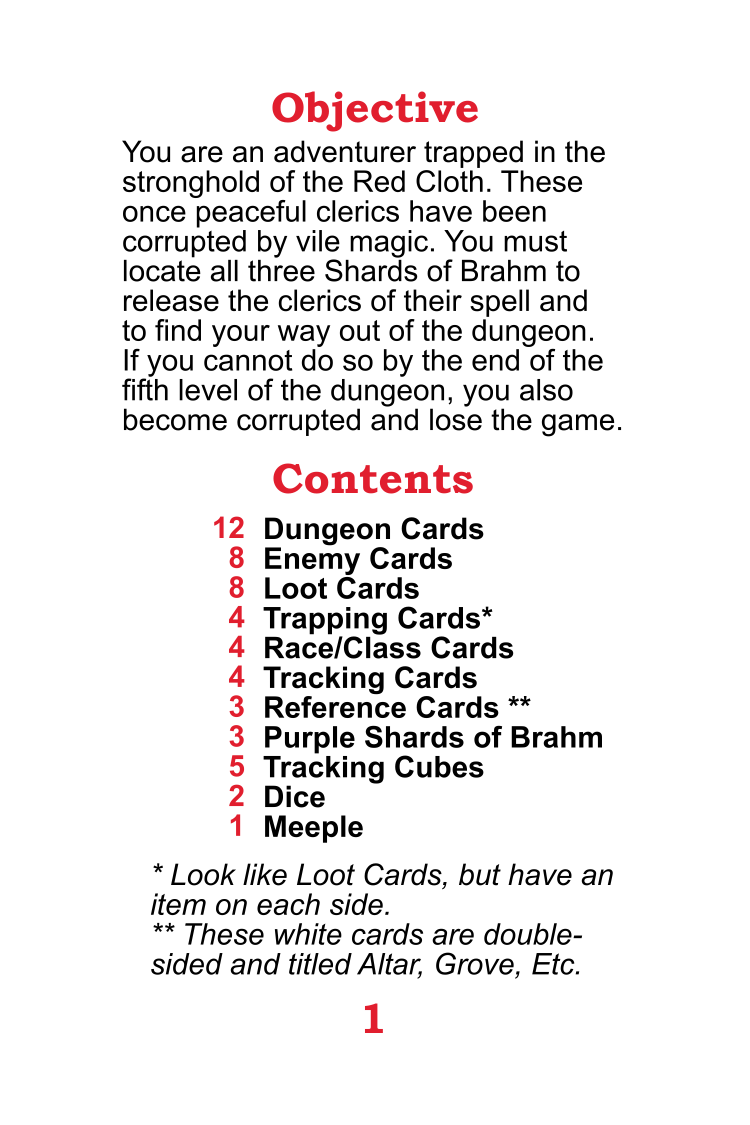 Objective
You are an adventurer trapped in the
stronghold of the Red Cloth. These
once peaceful clerics have been
corrupted by vile magic. You must
locate all three Shards of Brahm to
release the clerics of their spell and
to find your way out of the dungeon.
If you cannot do so by the end of the
fifth level of the dungeon, you also
become corrupted and lose the game.
Contents
12 Dungeon Cards
8 Enemy Cards
8 Loot Cards
4 Trapping Cards*
4 Race/Class Cards
4 Tracking Cards
3 Reference Cards **
3 Purple Shards of Brahm
5 Tracking Cubes
2 Dice
1 Meeple
* Look like Loot Cards, but have an
item on each side.
** These white cards are double-
sided and titled Altar, Grove, Etc.
1